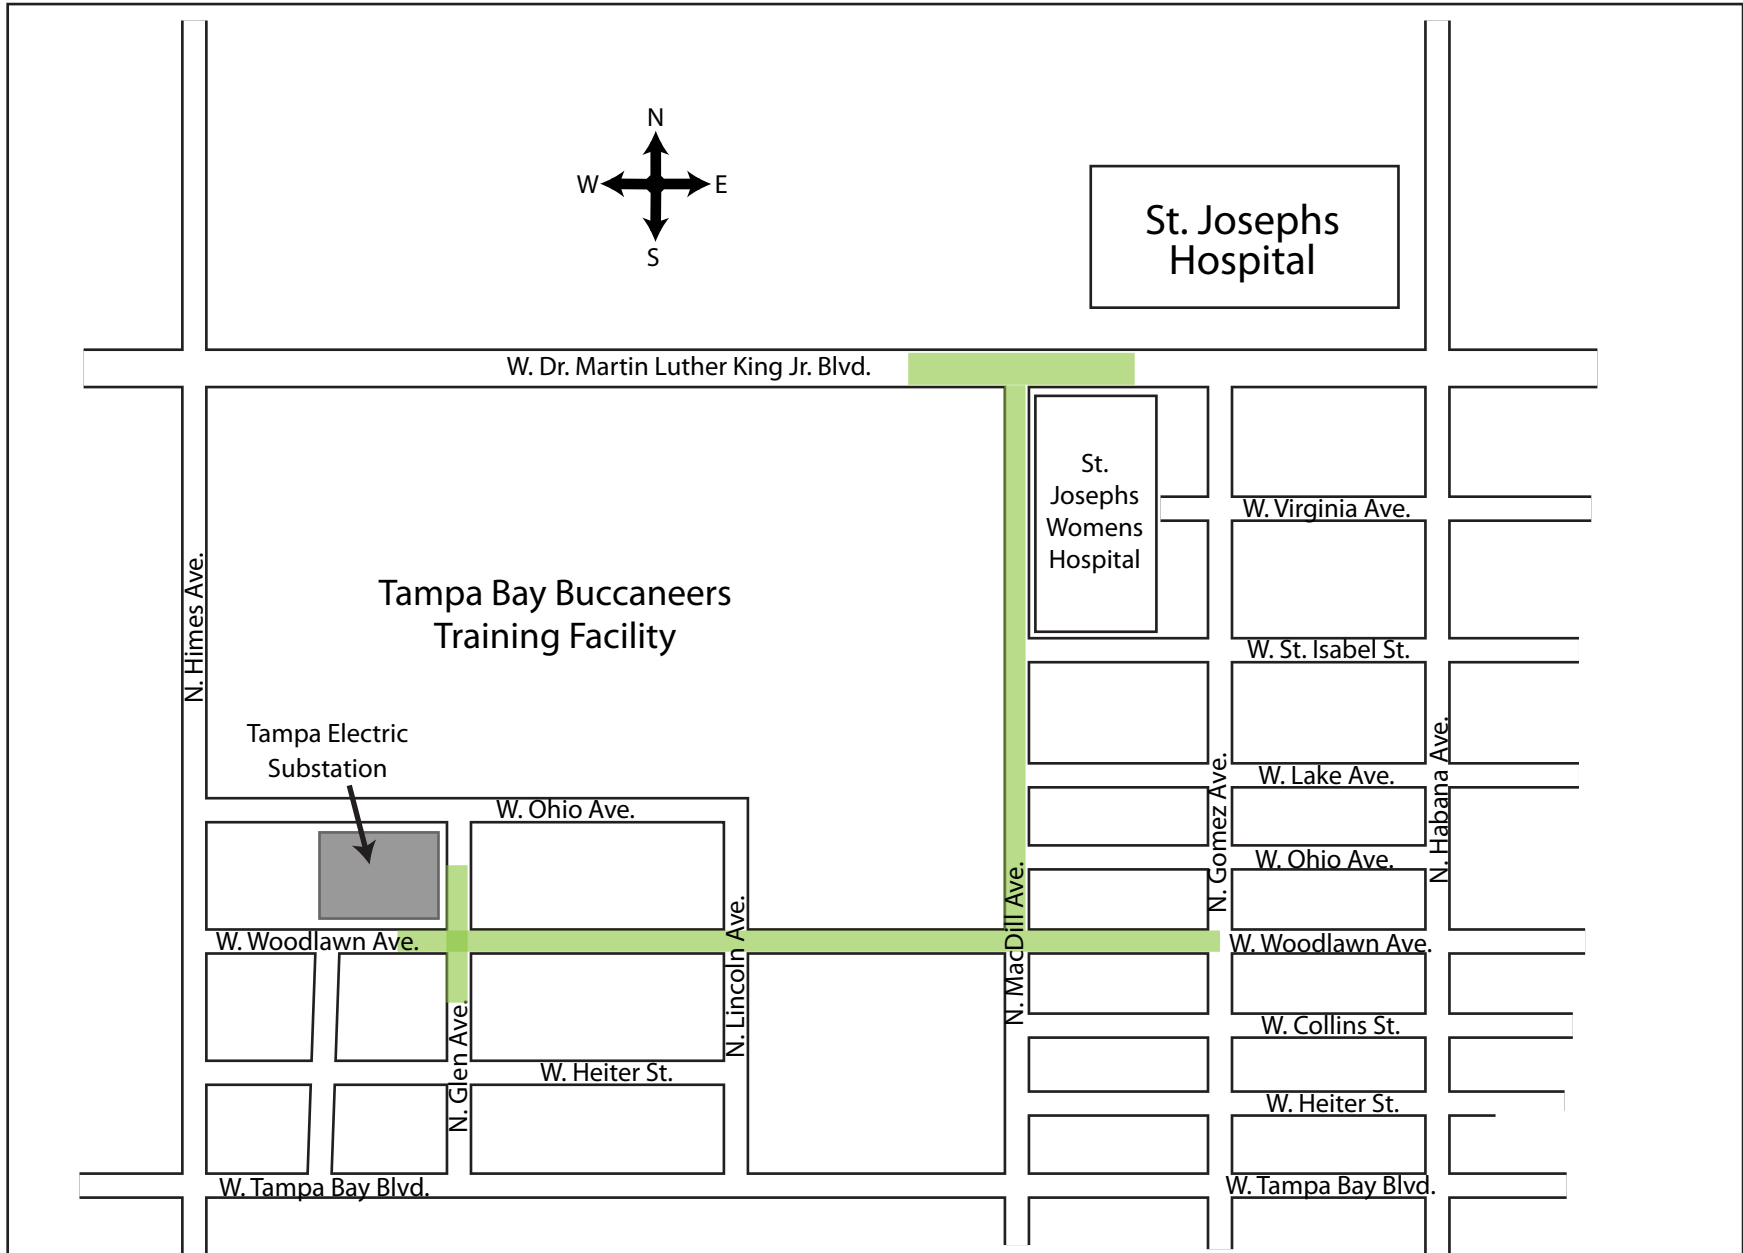 N
W
E
S
St. Josephs
Hospital
W. Dr. Martin Luther King Jr. Blvd.
St.
Josephs
Womens
Hospital
W. Virginia Ave.
N. Himes Ave.
Tampa Bay Buccaneers
Training Facility
W. St. Isabel St.
Tampa Electric
Substation
W. Lake Ave.
N. Gomez Ave.
N. Habana Ave.
W. Ohio Ave.
W. Ohio Ave.
N. MacDill Ave.
N. Lincoln Ave.
W. Woodlawn Ave.
W. Woodlawn Ave.
N. Glen Ave.
W. Collins St.
W. Heiter St.
W. Heiter St.
W. Tampa Bay Blvd.
W. Tampa Bay Blvd.